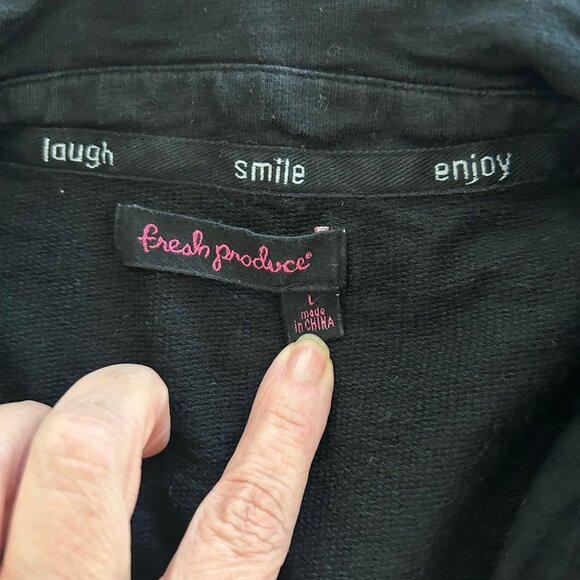 laugh smile enjoy
fresh produce®
L
made
in CHINA